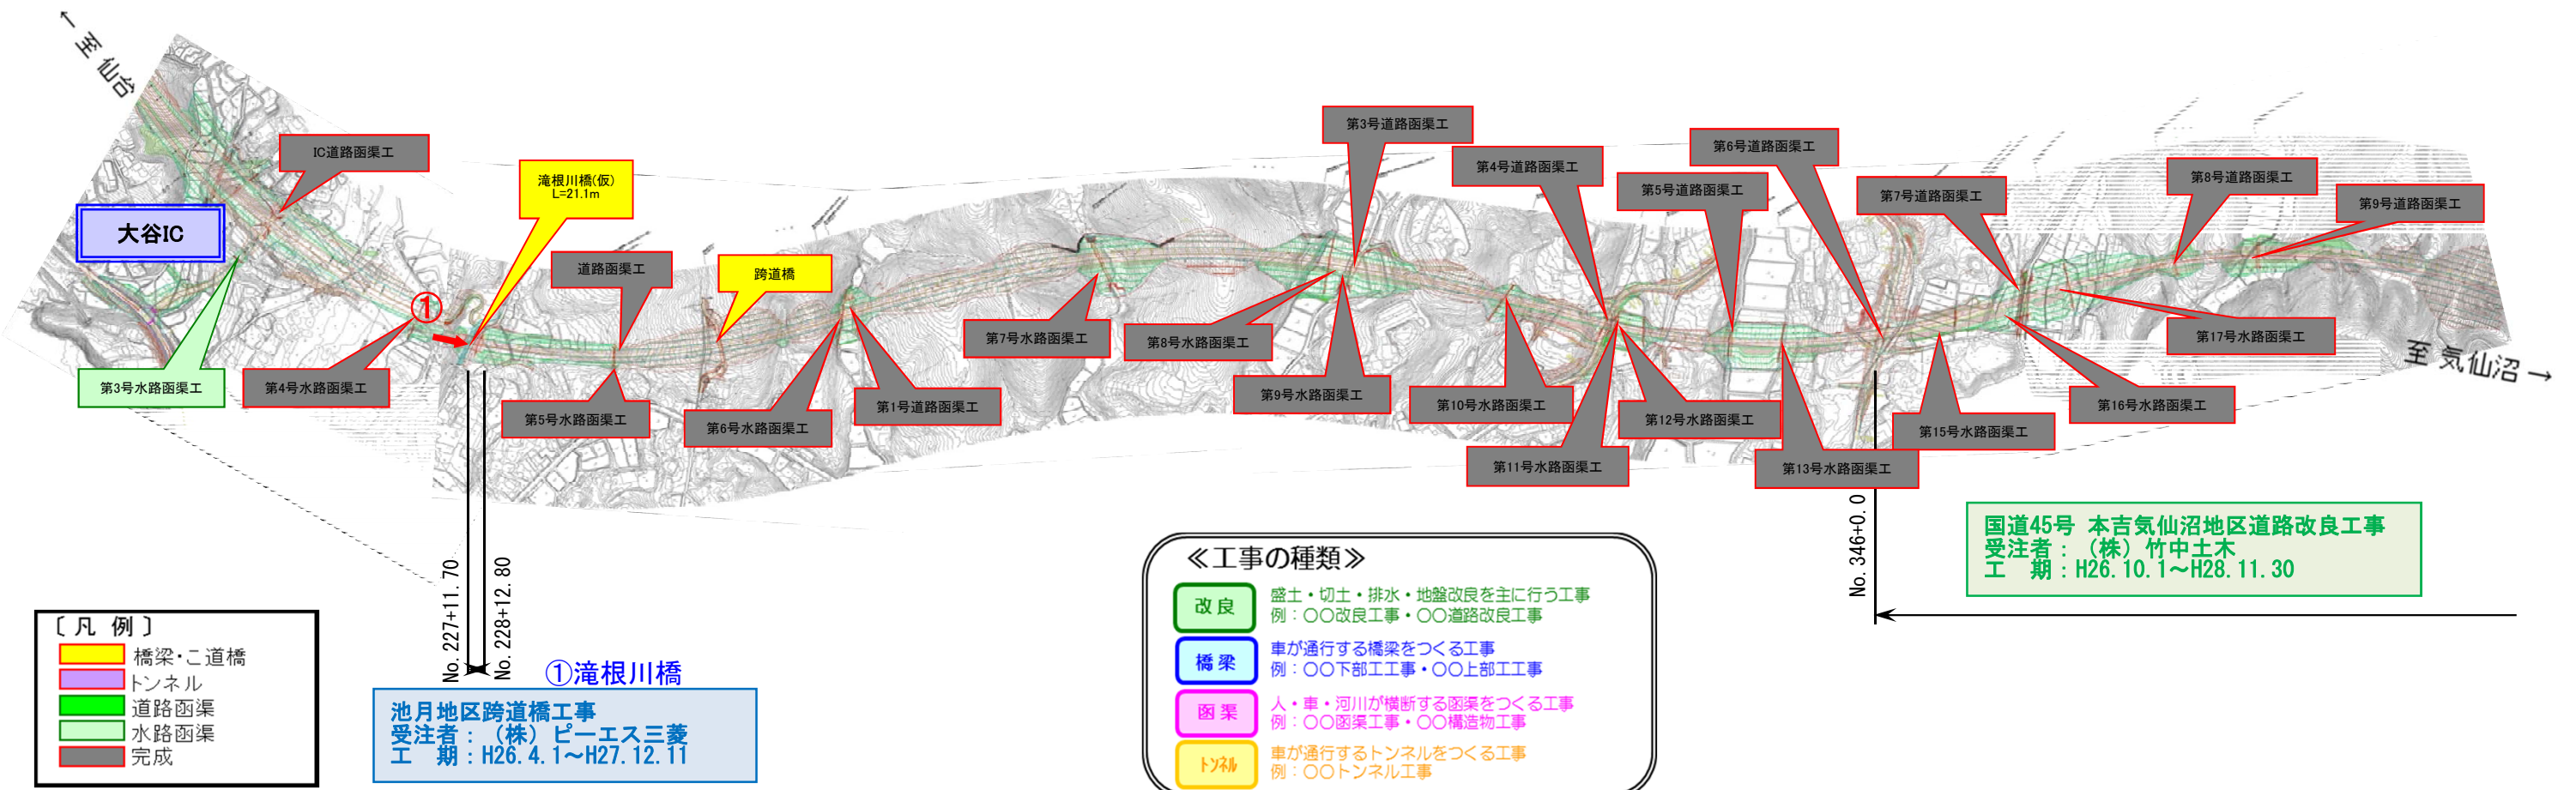 ← 至 仙台
IC道路函渠工
大谷IC
滝根川橋(仮)
L=21.1m
道路函渠工
跨道橋
第3号道路函渠工
第4号道路函渠工
第5号道路函渠工
第6号道路函渠工
第7号道路函渠工
第8号道路函渠工
第9号道路函渠工
①
第3号水路函渠工
第4号水路函渠工
第5号水路函渠工
第6号水路函渠工
第1号道路函渠工
第7号水路函渠工
第8号水路函渠工
第9号水路函渠工
第10号水路函渠工
第11号水路函渠工
第12号水路函渠工
第13号水路函渠工
第15号水路函渠工
第16号水路函渠工
第17号水路函渠工
至 気仙沼 →
No. 227+11. 70
No. 228+12. 80
No. 346+0. 0
①滝根川橋
池月地区跨道橋工事
受注者：（株）ピーエス三菱
工　期：H26. 4. 1～H27. 12. 11
国道45号 本吉気仙沼地区道路改良工事
受注者：（株）竹中土木
工　期：H26. 10. 1～H28. 11. 30
〔 凡 例 〕
橋梁・こ道橋
トンネル
道路函渠
水路函渠
完成
≪工事の種類≫
改良
盛土・切土・排水・地盤改良を主に行う工事
例：〇〇改良工事・〇〇道路改良工事
橋梁
車が通行する橋梁をつくる工事
例：〇〇下部工工事・〇〇上部工工事
函渠
人・車・河川が横断する函渠をつくる工事
例：〇〇函渠工事・〇〇構造物工事
トンネル
車が通行するトンネルをつくる工事
例：〇〇トンネル工事